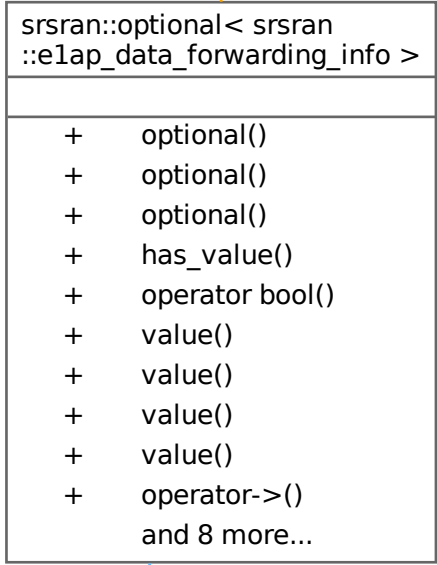 srsran::optional< srsran
::e1ap_data_forwarding_info >
+ optional()
+ optional()
+ optional()
+ has_value()
+ operator bool()
+ value()
+ value()
+ value()
+ value()
+ operator->()
and 8 more...